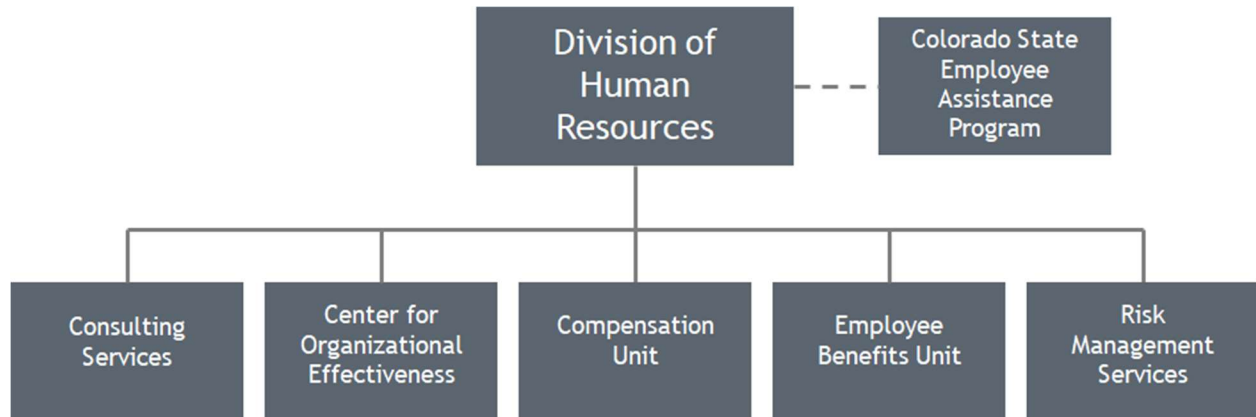 Division of
Human
Resources
Colorado State
Employee
Assistance
Program
Consulting
Services
Center for
Organizational
Effectiveness
Compensation
Unit
Employee
Benefits Unit
Risk
Management
Services